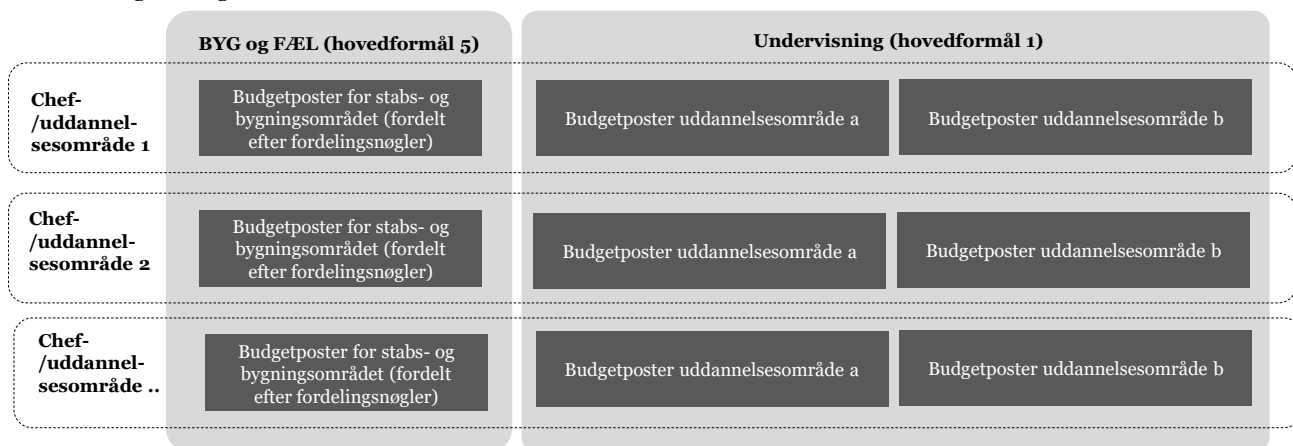 BYG og FÆL (hovedformål 5)
Undervisning (hovedformål 1)
Chef-
/uddannel-
sesområde 1
Budgetposter for stabs- og
bygningsområdet (fordelt
efter fordelingsnøgler)
Budgetposter uddannelsesområde a
Budgetposter uddannelsesområde b
Chef-
/uddannel-
sesområde 2
Budgetposter for stabs- og
bygningsområdet (fordelt
efter fordelingsnøgler)
Budgetposter uddannelsesområde a
Budgetposter uddannelsesområde b
Chef-
/uddannel-
sesområde ..
Budgetposter for stabs- og
bygningsområdet (fordelt
efter fordelingsnøgler)
Budgetposter uddannelsesområde a
Budgetposter uddannelsesområde b